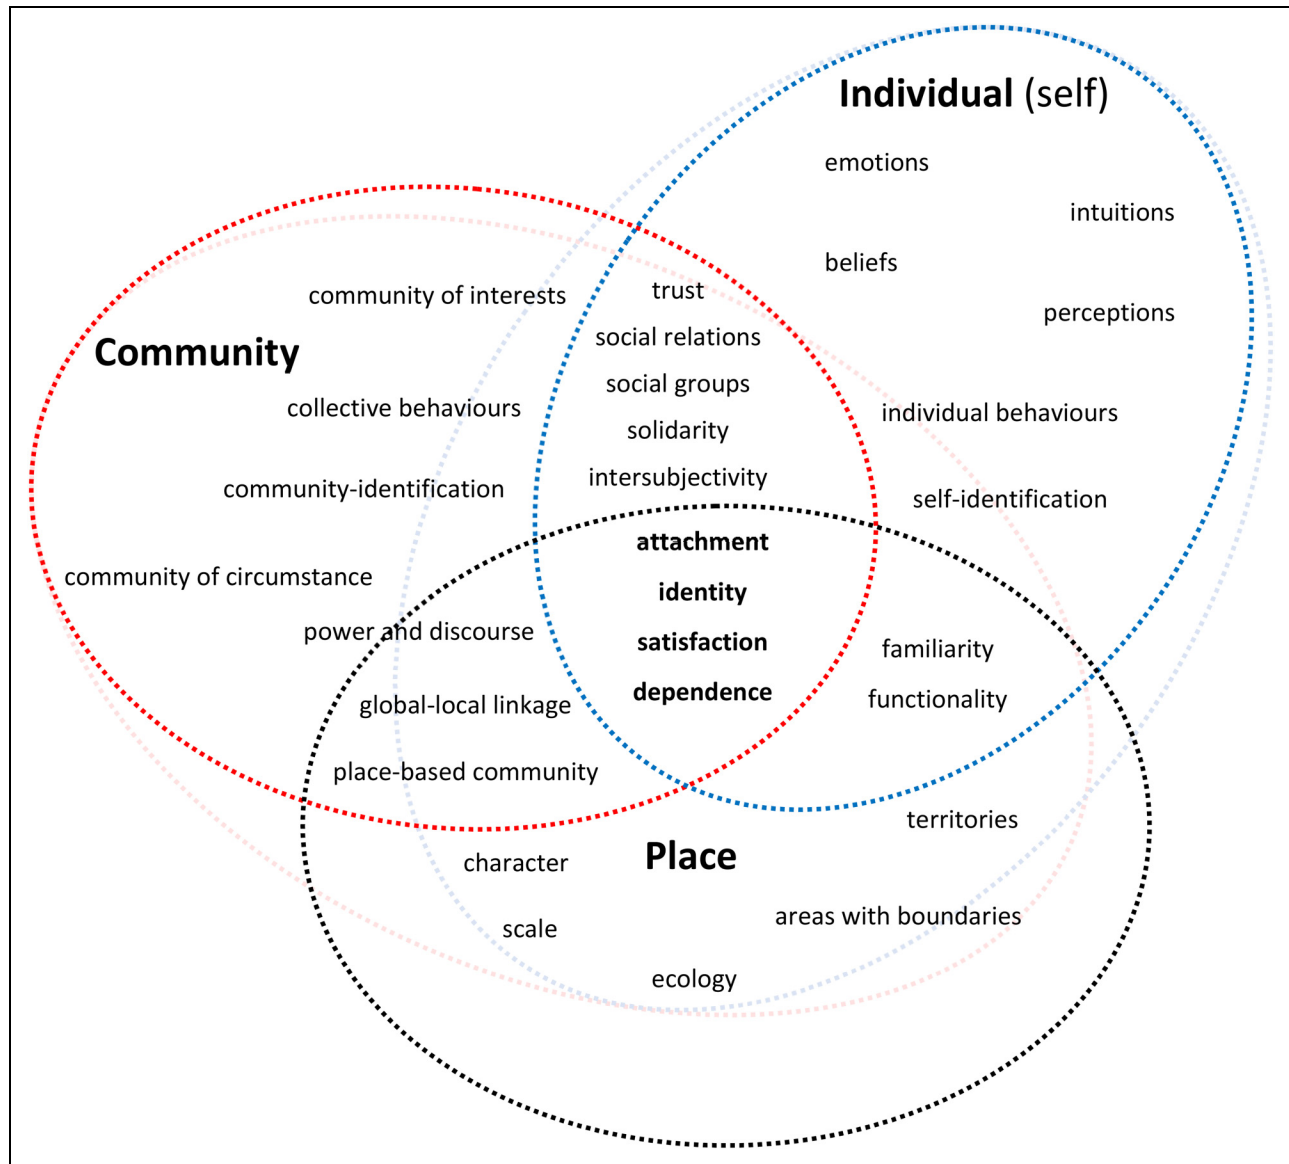 Individual (self)
emotions
intuitions
beliefs
perceptions
community of interests
trust
social relations
Community
social groups
collective behaviours
individual behaviours
solidarity
intersubjectivity
community-identification
self-identification
attachment
community of circumstance
identity
power and discourse
satisfaction
familiarity
dependence
functionality
global-local linkage
place-based community
territories
Place
character
areas with boundaries
scale
ecology